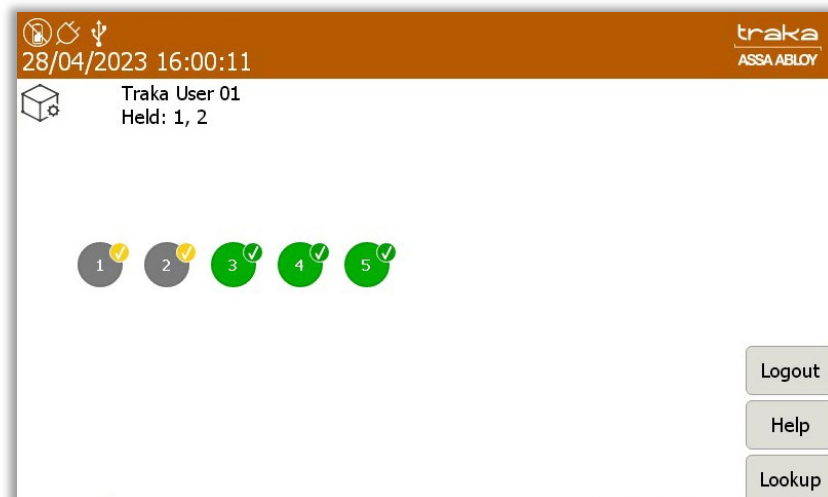 traka
28/04/2023 16:00:11
ASSA ABLOY
Traka User 01
Held: 1, 2
1 2 3 4 5
Logout
Help
Lookup